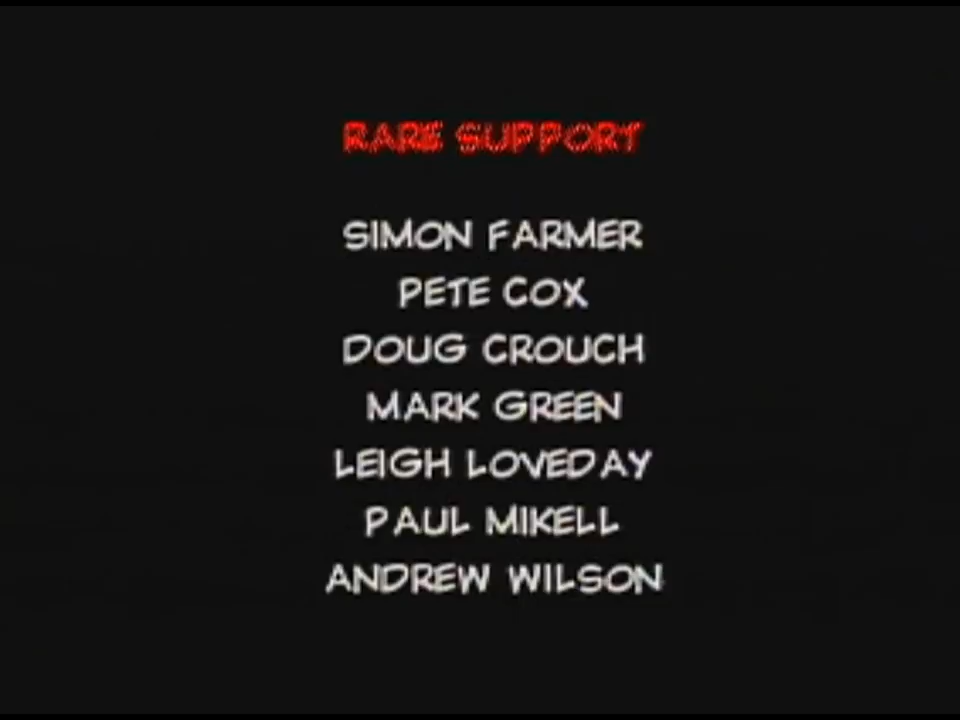 RARE SUPPORT
SIMON FARMER
PETE COX
DOUG CROUCH
MARK GREEN
LEIGH LOVEDAY
PAUL MIKELL
ANDREW WILSON